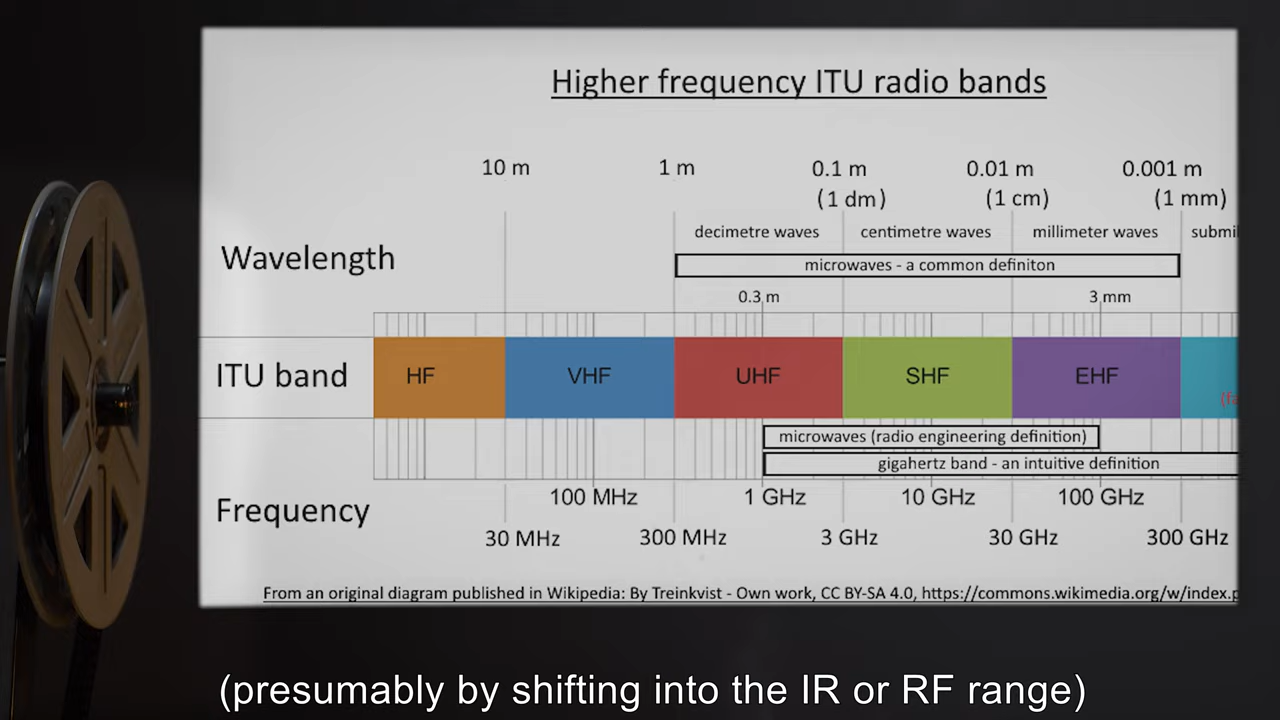 Higher frequency ITU radio bands
10 m 1 m 0.1 m 0.01 m 0.001 m
(1 dm) (1 cm) (1 mm)
decimetre waves centimetre waves millimeter waves
Wavelength
microwaves - a common definiton
0.3 m 3 mm
ITU band HF VHF UHF SHF EHF
microwaves (radio engineering definition)
gigahertz band - an intuitive definition
100 MHz 1 GHz 10 GHz 100 GHz
Frequency
30 MHz 300 MHz 3 GHz 30 GHz 300 GHz
From an original diagram published in Wikipedia: By Treinkvist - Own work, CC BY-SA 4.0, https://commons.wikimedia.org/w/index.p
(presumably by shifting into the IR or RF range)